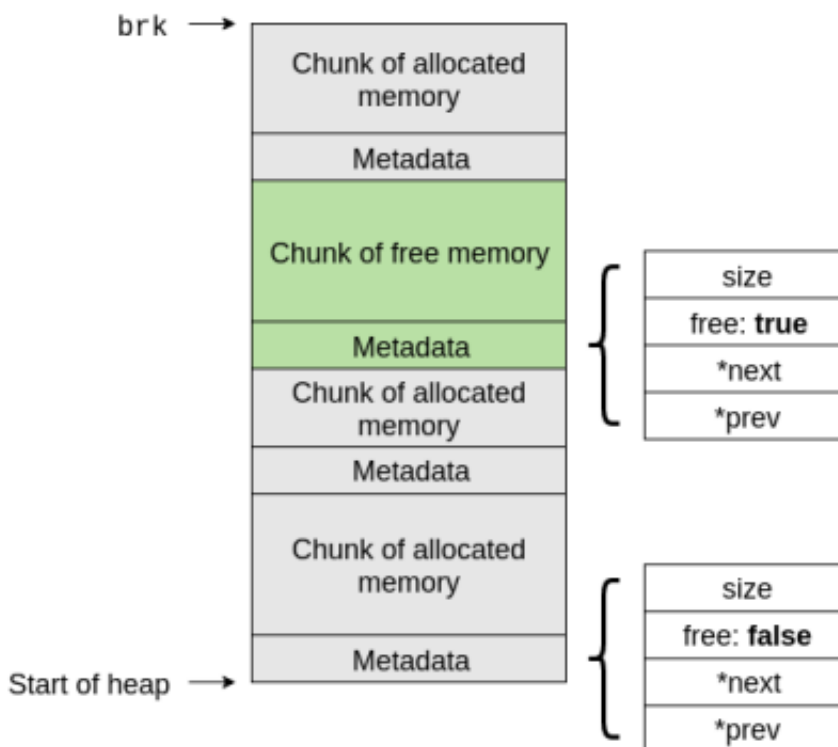 brk
Chunk of allocated
memory
Metadata
Chunk of free memory
Metadata
Chunk of allocated
memory
Metadata
Chunk of allocated
memory
Metadata
Start of heap
size
free: true
*next
*prev
size
free: false
*next
*prev